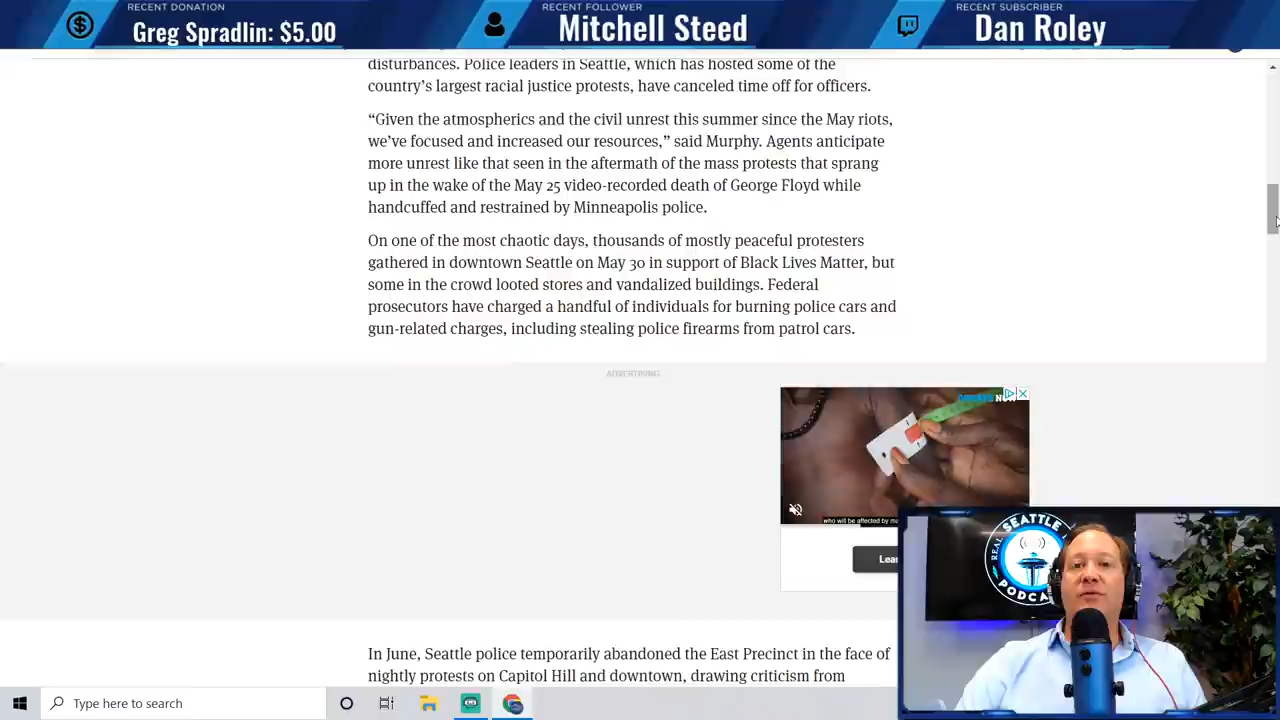 RECENT DONATION
Greg Spradlin: $5.00
RECENT FOLLOWER
Mitchell Steed
RECENT SUBSCRIBER
Dan Roley
disturbances. Police leaders in Seattle, which has hosted some of the
country’s largest racial justice protests, have canceled time off for officers.
“Given the atmospherics and the civil unrest this summer since the May riots,
we’ve focused and increased our resources,” said Murphy. Agents anticipate
more unrest like that seen in the aftermath of the mass protests that sprang
up in the wake of the May 25 video-recorded death of George Floyd while
handcuffed and restrained by Minneapolis police.
On one of the most chaotic days, thousands of mostly peaceful protesters
gathered in downtown Seattle on May 30 in support of Black Lives Matter, but
some in the crowd looted stores and vandalized buildings. Federal
prosecutors have charged a handful of individuals for burning police cars and
gun-related charges, including stealing police firearms from patrol cars.
ADVERTISING
who will be affected by
Lea
REAL SEATTLE
PODCA
In June, Seattle police temporarily abandoned the East Precinct in the face of
nightly protests on Capitol Hill and downtown, drawing criticism from
Type here to search